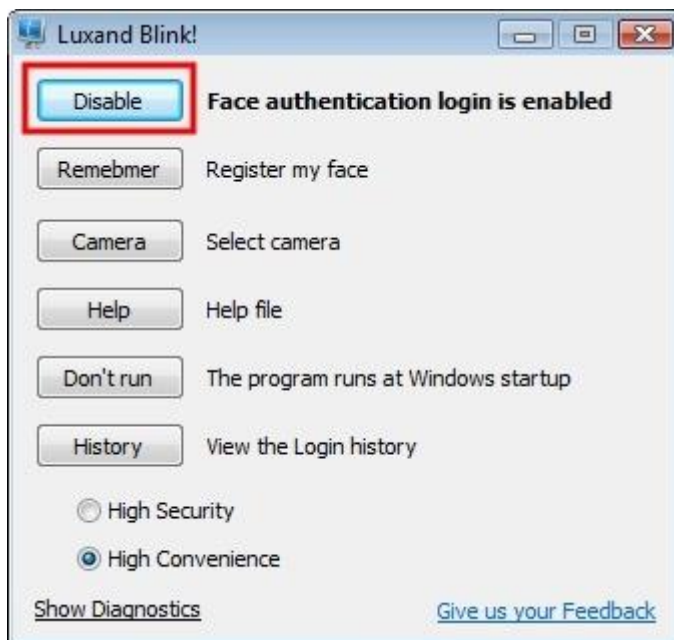 Luxand Blink!
Disable Face authentication login is enabled
Remebmer Register my face
Camera Select camera
Help Help file
Don't run The program runs at Windows startup
History View the Login history
High Security
High Convenience
Show Diagnostics Give us your Feedback